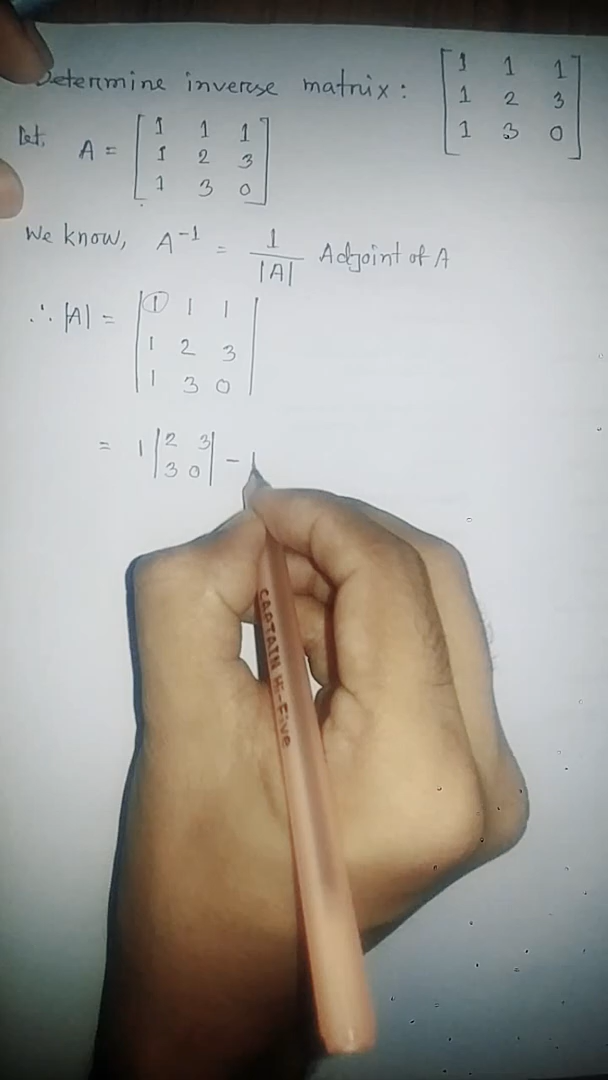 Determine inverse matrix: [1 1 1
1 2 3
1 3 0]
Let, A = [1 1 1
1 2 3
1 3 0]
We know, A⁻¹ = 1/|A| Adjoint of A
∴ |A| = |1 1 1
1 2 3
1 3 0|
= 1 |2 3
3 0| - 1
CAPTAIN Hi-Five